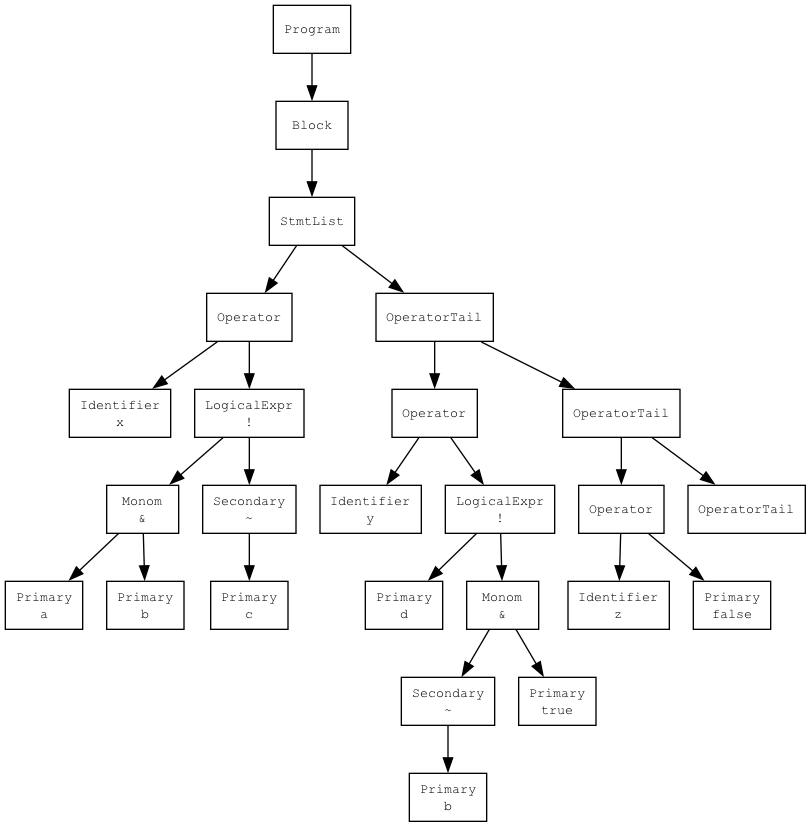 Program
Block
StmtList
Operator
OperatorTail
Identifier
x
LogicalExpr
!
Operator
OperatorTail
Monom
&
Secondary
~
Identifier
y
LogicalExpr
!
Operator
OperatorTail
Primary
a
Primary
b
Primary
c
Primary
d
Monom
&
Identifier
z
Primary
false
Secondary
~
Primary
true
Primary
b